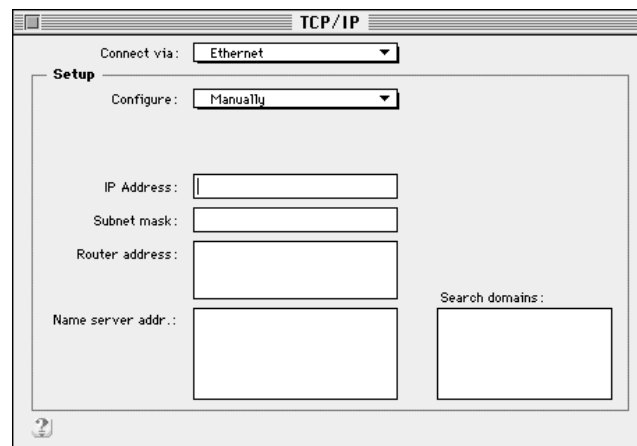 TCP/IP
Connect via: Ethernet
Setup
Configure: Manually
IP Address:
Subnet mask:
Router address:
Search domains:
Name server addr.:
?